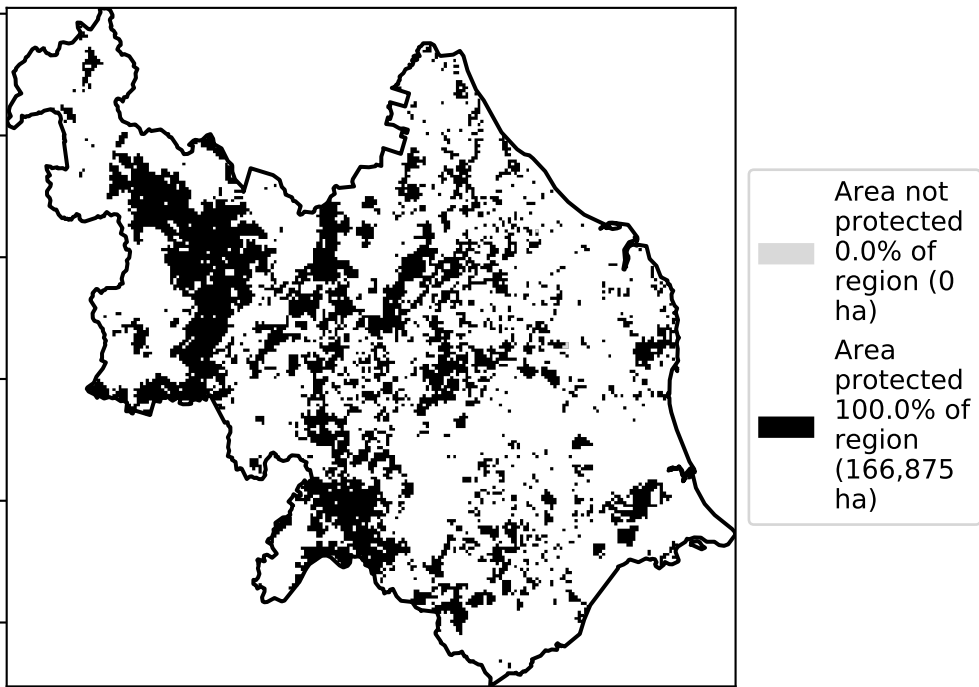 Area not
protected
0.0% of
region (0
ha)
Area
protected
100.0% of
region
(166,875
ha)